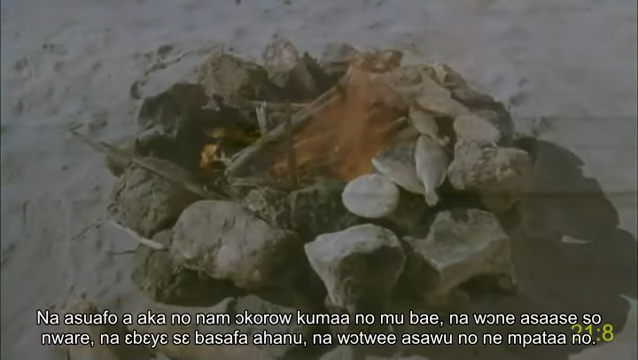 Na asuafo a aka no nam ɔkorow kumaa no mu bae, na wɔne asaase so
nware, na ɛbɛyɛ sɛ basafa ahanu, na wɔtwee asawu no ne mpataa no.
21:8